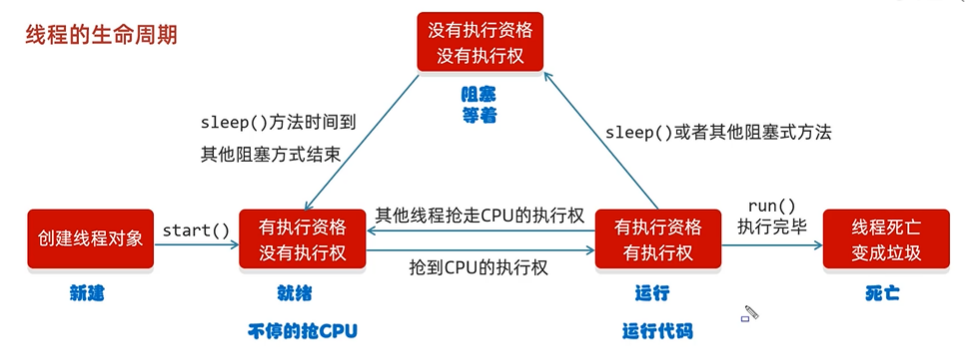 线程的生命周期
没有执行资格
没有执行权
阻塞
等着
sleep()方法时间到
其他阻塞方式结束
sleep()或者其他阻塞式方法
创建线程对象
start()
有执行资格
没有执行权
其他线程抢走CPU的执行权
抢到CPU的执行权
有执行资格
有执行权
run()
执行完毕
线程死亡
变成垃圾
新建
就绪
运行
死亡
不停的抢CPU
运行代码